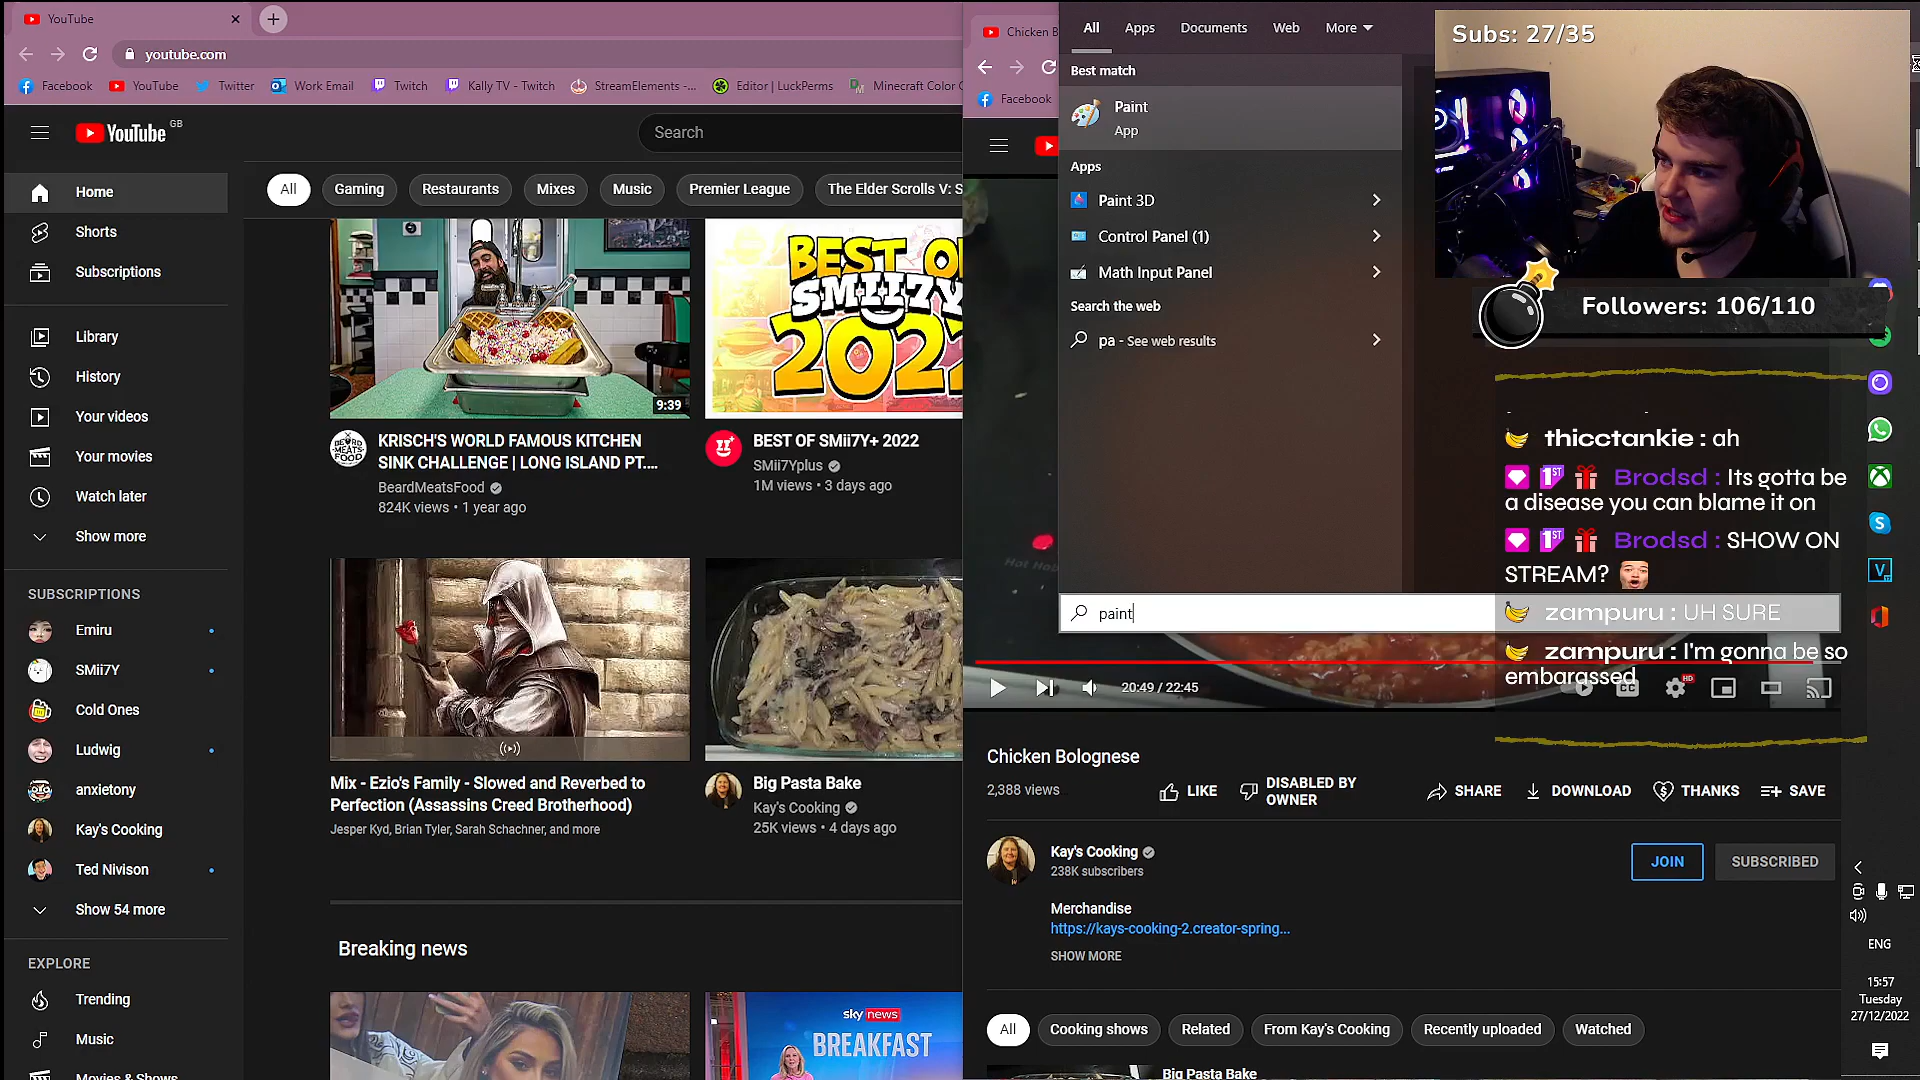 YouTube
youtube.com
Facebook
YouTube
Twitter
Work Email
Twitch
Kally TV - Twitch
StreamElements -...
Editor | LuckPerms
Minecraft Color
YouTube GB
Search
Home
Shorts
Subscriptions
Library
History
Your videos
Your movies
Watch later
Show more
SUBSCRIPTIONS
Emiru
SMii7Y
Cold Ones
Ludwig
anxietony
Kay's Cooking
Ted Nivison
Show 54 more
EXPLORE
Trending
Music
Movies & Shows
All
Gaming
Restaurants
Mixes
Music
Premier League
The Elder Scrolls V: S
9:39
KRISCH'S WORLD FAMOUS KITCHEN
SINK CHALLENGE | LONG ISLAND PT....
BeardMeatsFood
824K views • 1 year ago
BEST OF
SMii7Y
2022
BEST OF SMii7Y+ 2022
SMii7Yplus
1M views • 3 days ago
Mix - Ezio's Family - Slowed and Reverbed to
Perfection (Assassins Creed Brotherhood)
Jesper Kyd, Brian Tyler, Sarah Schachner, and more
Big Pasta Bake
Kay's Cooking
25K views • 4 days ago
Breaking news
sky news
BREAKFAST
Chicken B
Facebook
All
Apps
Documents
Web
More
Best match
Paint
App
Apps
Paint 3D
Control Panel (1)
Math Input Panel
Search the web
pa - See web results
paint
20:49 / 22:45
HD
CC
Chicken Bolognese
2,388 views
LIKE
DISABLED BY
OWNER
SHARE
DOWNLOAD
THANKS
SAVE
Kay's Cooking
238K subscribers
JOIN
SUBSCRIBED
Merchandise
https://kays-cooking-2.creator-spring...
SHOW MORE
All
Cooking shows
Related
From Kay's Cooking
Recently uploaded
Watched
Big Pasta Bake
Subs: 27/35
Followers: 106/110
thicctankie : ah
1ST Brodsd : Its gotta be
a disease you can blame it on
1ST Brodsd : SHOW ON
STREAM?
zampuru : UH SURE
zampuru : I'm gonna be so
embarassed
ENG
15:57
Tuesday
27/12/2022